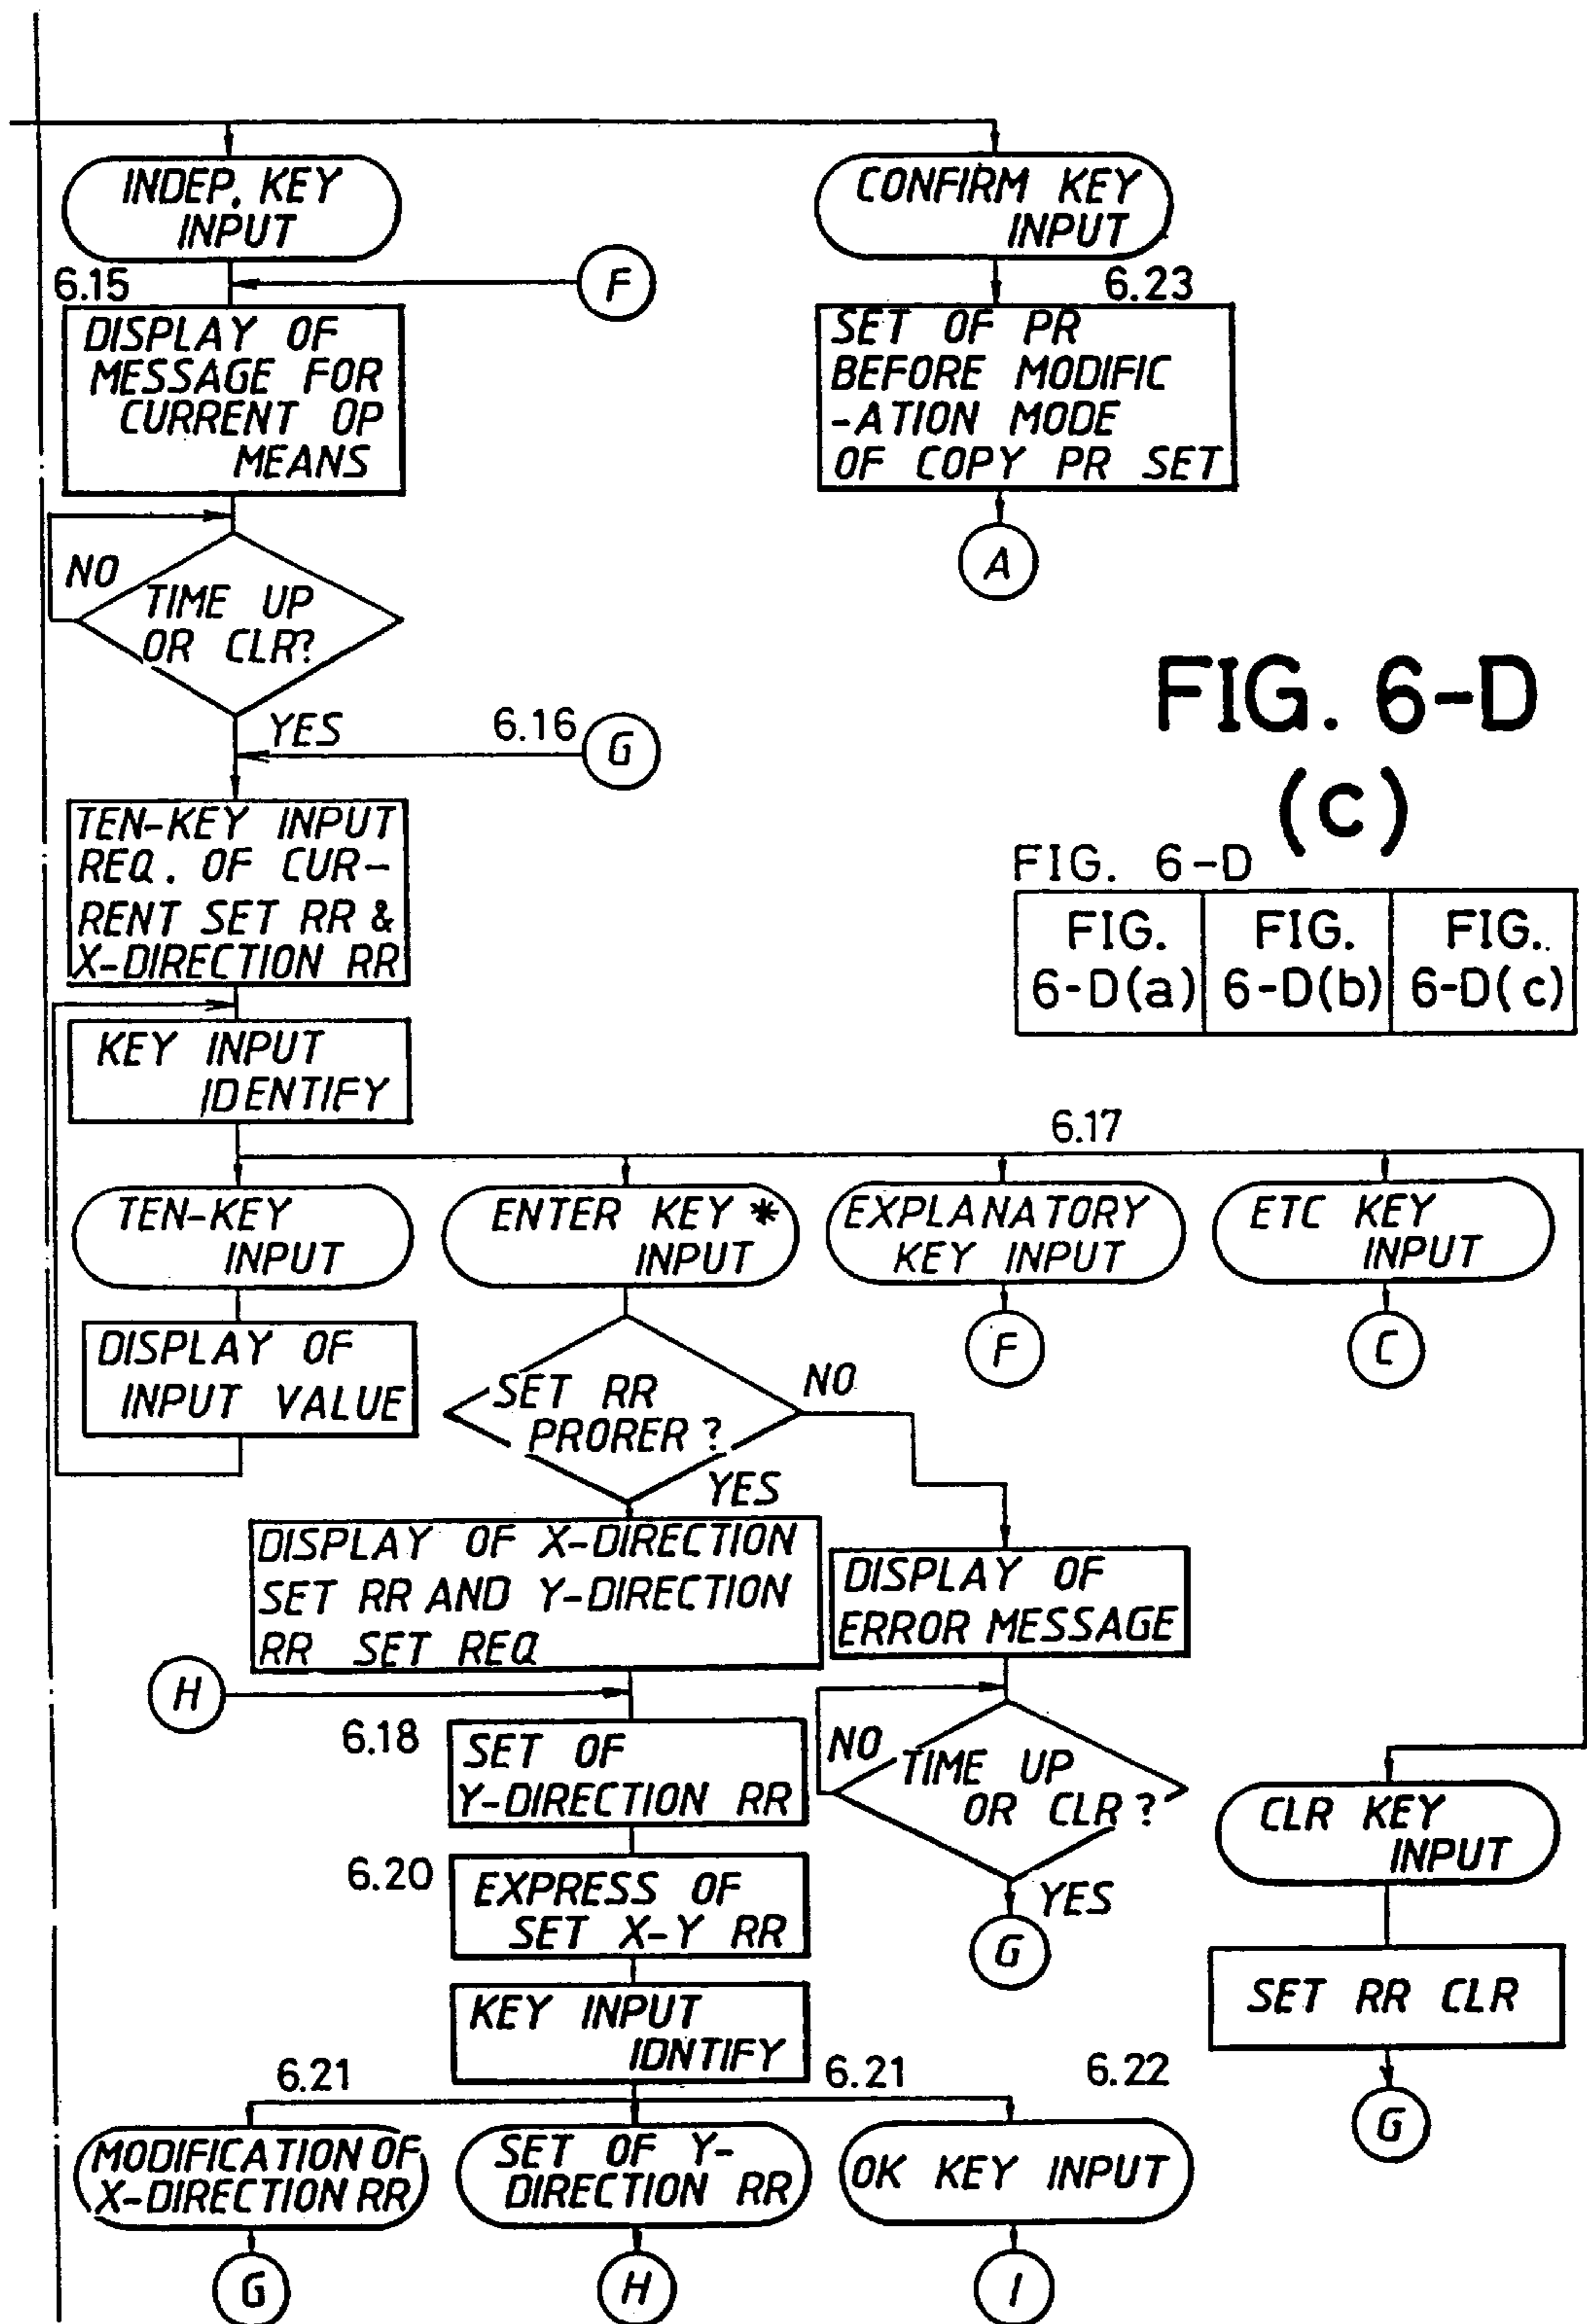 INDEP. KEY
INPUT
CONFIRM KEY
INPUT
F
6.15
6.23
DISPLAY OF
MESSAGE FOR
CURRENT OP
MEANS
SET OF PR
BEFORE MODIFIC
-ATION MODE
OF COPY PR SET
A
NO
TIME UP
OR CLR?
YES
6.16
G
FIG. 6-D
(c)
FIG. 6-D
FIG.
6-D(a)
FIG.
6-D(b)
FIG.
6-D(c)
TEN-KEY INPUT
REQ. OF CUR-
RENT SET RR &
X-DIRECTION RR
KEY INPUT
IDENTIFY
6.17
TEN-KEY
INPUT
ENTER KEY *
INPUT
EXPLANATORY
KEY INPUT
ETC KEY
INPUT
F
C
DISPLAY OF
INPUT VALUE
SET RR
PRORER ?
NO
YES
DISPLAY OF X-DIRECTION
SET RR AND Y-DIRECTION
RR SET REQ
DISPLAY OF
ERROR MESSAGE
H
6.18
SET OF
Y-DIRECTION RR
NO
TIME UP
OR CLR ?
YES
G
CLR KEY
INPUT
6.20
EXPRESS OF
SET X-Y RR
SET RR CLR
G
KEY INPUT
IDNTIFY
6.21
6.21
6.22
MODIFICATION OF
X-DIRECTION RR
SET OF Y-
DIRECTION RR
OK KEY INPUT
G
H
I